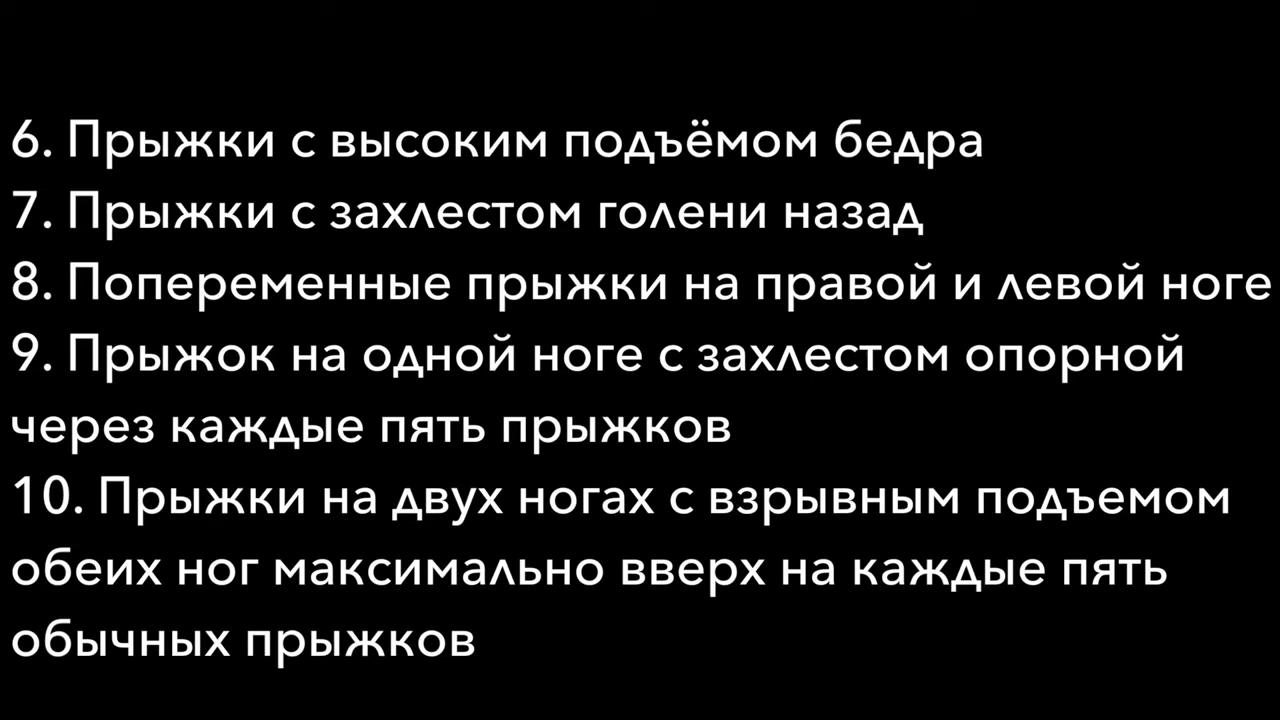 6. Прыжки с высоким подъёмом бедра
7. Прыжки с захлестом голени назад
8. Попеременные прыжки на правой и левой ноге
9. Прыжок на одной ноге с захлестом опорной
через каждые пять прыжков
10. Прыжки на двух ногах с взрывным подъемом
обеих ног максимально вверх на каждые пять
обычных прыжков